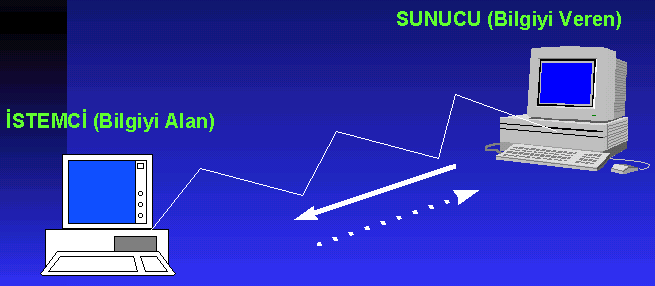 SUNUCU (Bilgiyi Veren)
İSTEMCİ (Bilgiyi Alan)